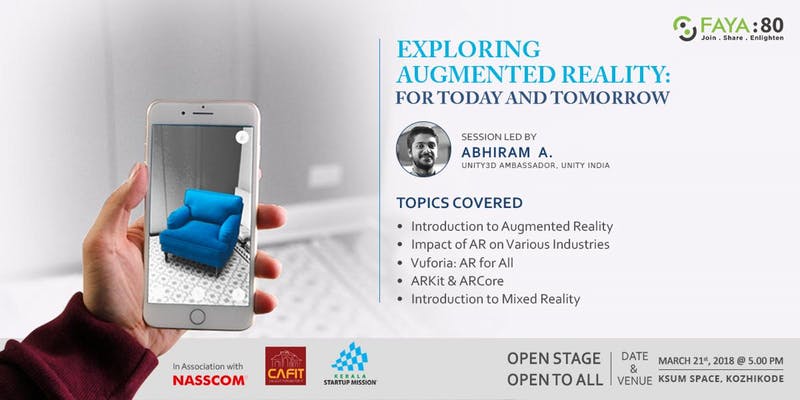 FAYA:80
Join . Share . Enlighten
EXPLORING
AUGMENTED REALITY:
FOR TODAY AND TOMORROW
SESSION LED BY
ABHIRAM A.
UNITY3D AMBASSADOR, UNITY INDIA
TOPICS COVERED
• Introduction to Augmented Reality
• Impact of AR on Various Industries
• Vuforia: AR for All
• ARKit & ARCore
• Introduction to Mixed Reality
In Association with
NASSCOM®
CAFIT
KERALA
STARTUP MISSION
OPEN STAGE
OPEN TO ALL
DATE
&
VENUE
MARCH 21st, 2018 @ 5.00 PM
KSUM SPACE, KOZHIKODE